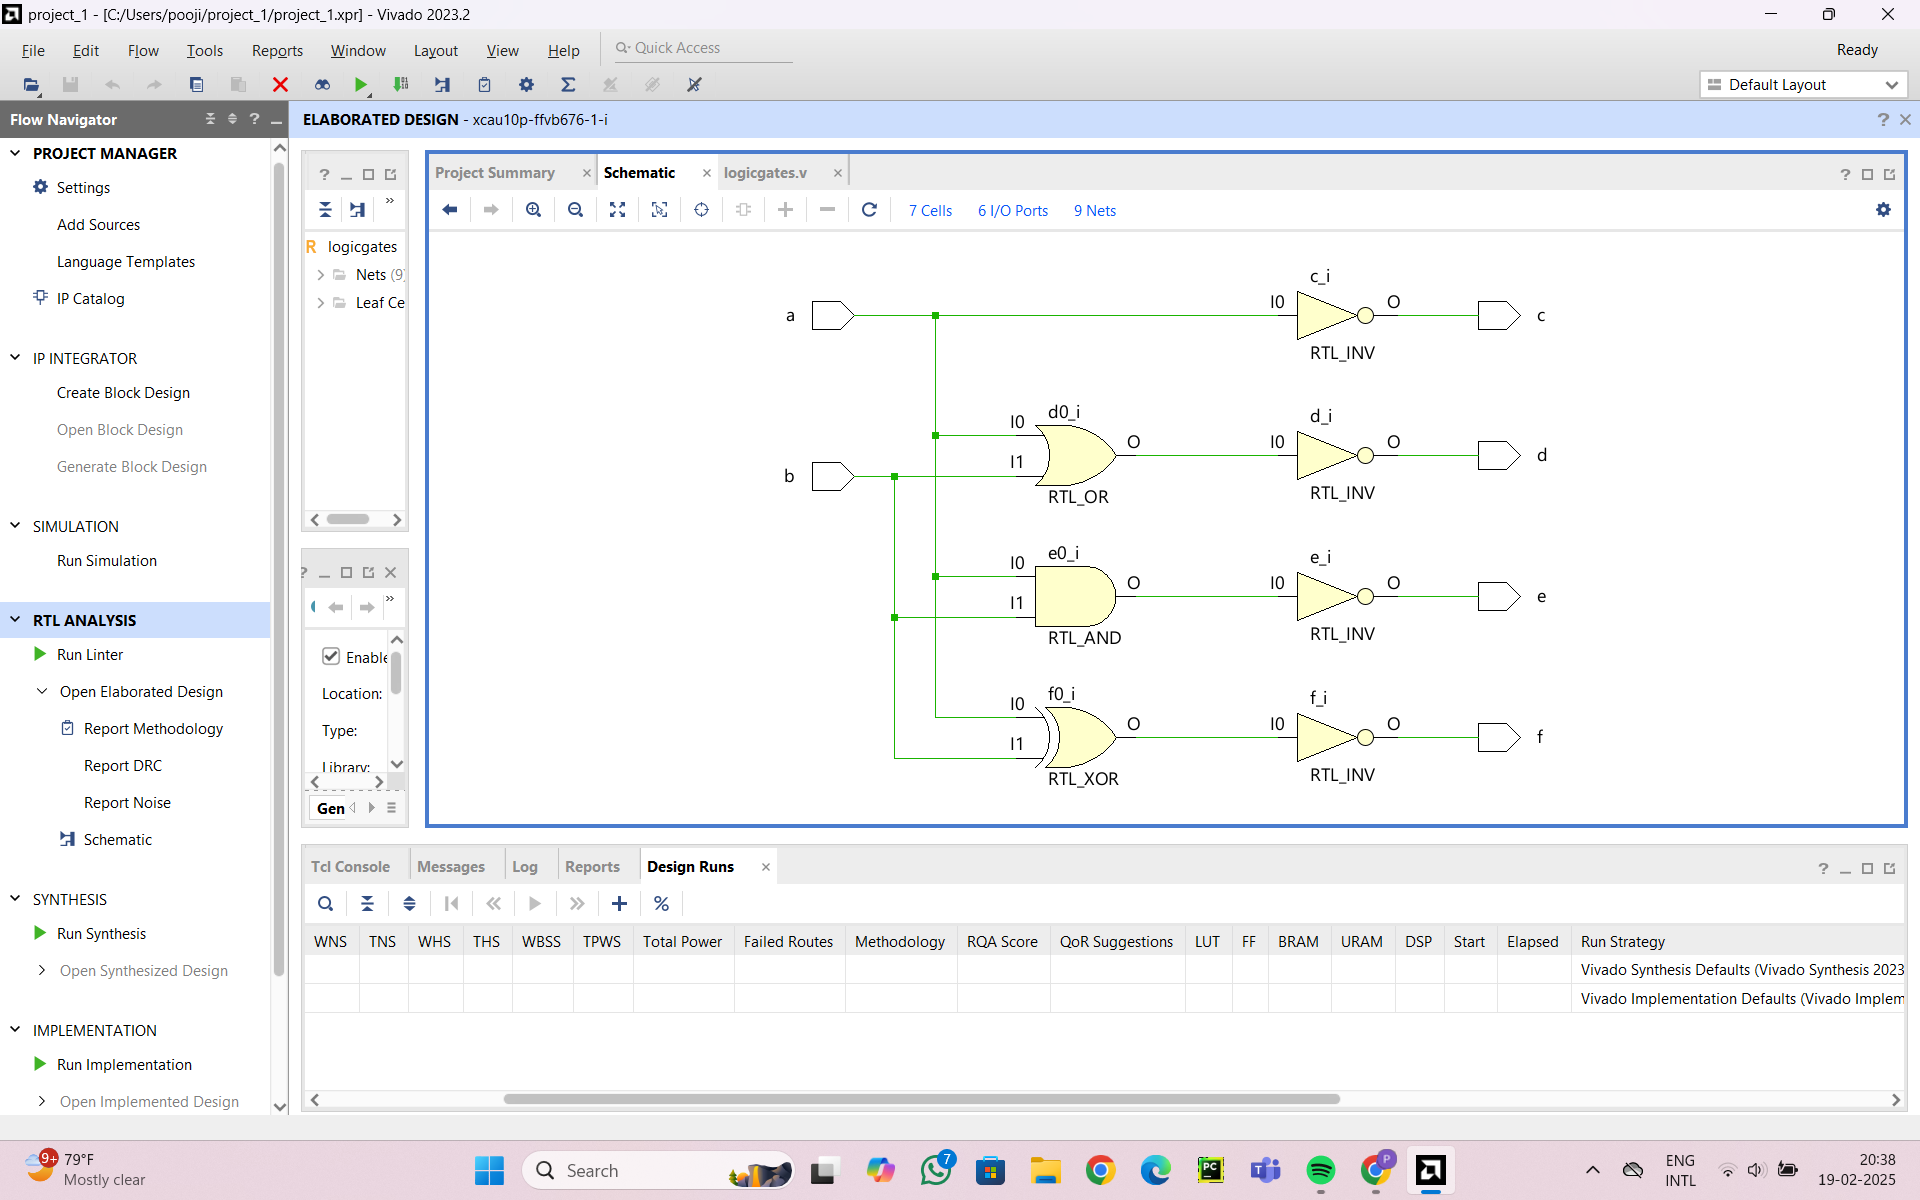 project_1 - [C:/Users/pooji/project_1/project_1.xpr] - Vivado 2023.2
File Edit Flow Tools Reports Window Layout View Help Quick Access
Ready
Default Layout
Flow Navigator
PROJECT MANAGER
Settings
Add Sources
Language Templates
IP Catalog
IP INTEGRATOR
Create Block Design
Open Block Design
Generate Block Design
SIMULATION
Run Simulation
RTL ANALYSIS
Run Linter
Open Elaborated Design
Report Methodology
Report DRC
Report Noise
Schematic
SYNTHESIS
Run Synthesis
Open Synthesized Design
IMPLEMENTATION
Run Implementation
Open Implemented Design
ELABORATED DESIGN - xcau10p-ffvb676-1-i
R logicgates
Nets (9)
Leaf Ce
Enable
Location:
Type:
Library:
Gen
Project Summary Schematic logicgates.v
7 Cells 6 I/O Ports 9 Nets
c_i
a I0 O c
RTL_INV
d0_i d_i
I0 I1 O I0 O d
RTL_OR RTL_INV
b
e0_i e_i
I0 I1 O I0 O e
RTL_AND RTL_INV
f0_i f_i
I0 I1 O I0 O f
RTL_XOR RTL_INV
Tcl Console Messages Log Reports Design Runs
WNS TNS WHS THS WBSS TPWS Total Power Failed Routes Methodology RQA Score QoR Suggestions LUT FF BRAM URAM DSP Start Elapsed Run Strategy
Vivado Synthesis Defaults (Vivado Synthesis 2023
Vivado Implementation Defaults (Vivado Implem
9+
79°F
Mostly clear
Search
7
PC
P
ENG
INTL
20:38
19-02-2025